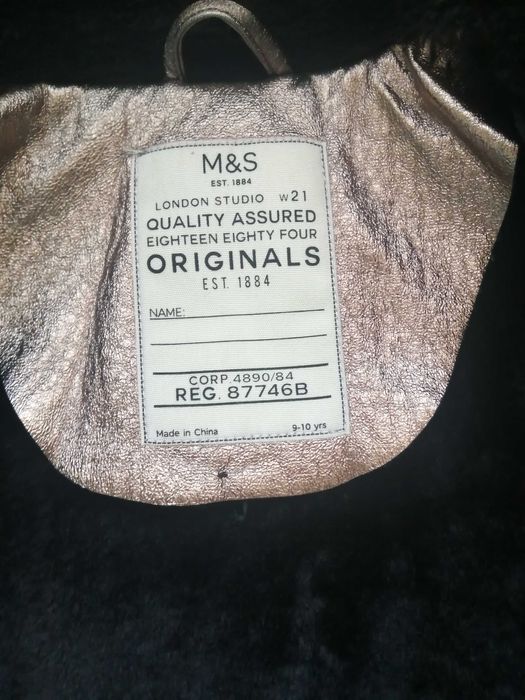 M&S
EST. 1884
LONDON STUDIO W21
QUALITY ASSURED
EIGHTEEN EIGHTY FOUR
ORIGINALS
EST. 1884
NAME:
CORP. 4890/84
REG. 87746B
Made in China 9-10 yrs